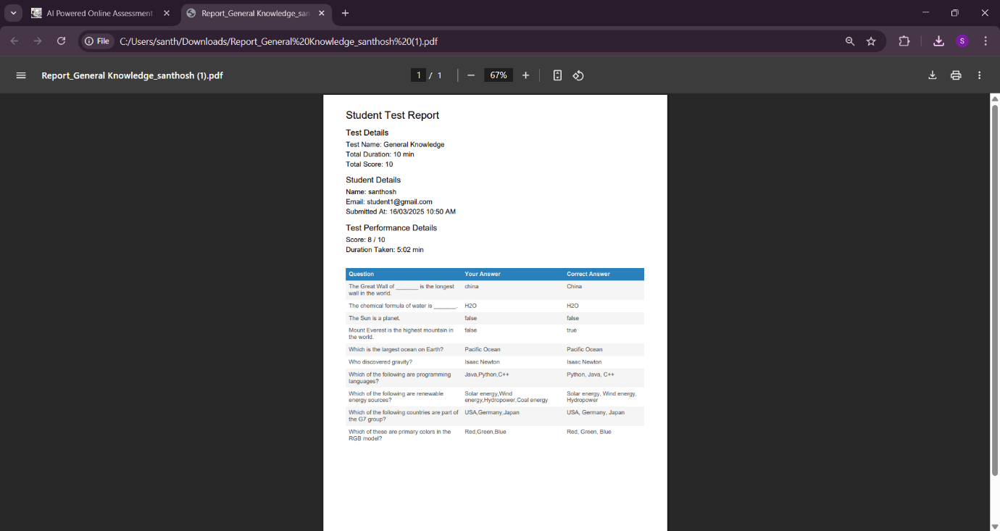 AI Powered Online Assessment
Report_General Knowledge_san
File
C:/Users/santh/Downloads/Report_General%20Knowledge_santhosh%20(1).pdf
S
Report_General Knowledge_santhosh (1).pdf
1 / 1
67%
Student Test Report
Test Details
Test Name: General Knowledge
Total Duration: 10 min
Total Score: 10
Student Details
Name: santhosh
Email: student1@gmail.com
Submitted At: 16/03/2025 10:50 AM
Test Performance Details
Score: 8 / 10
Duration Taken: 5:02 min
Question Your Answer Correct Answer
The Great Wall of _______ is the longest china China
wall in the world.
The chemical formula of water is _______. H2O H2O
The Sun is a planet. false false
Mount Everest is the highest mountain in false true
the world.
Which is the largest ocean on Earth? Pacific Ocean Pacific Ocean
Who discovered gravity? Isaac Newton Isaac Newton
Which of the following are programming Java,Python,C++ Python, Java, C++
languages?
Which of the following are renewable Solar energy,Wind Solar energy, Wind energy,
energy sources? energy,Hydropower,Coal energy Hydropower
Which of the following countries are part of USA,Germany,Japan USA, Germany, Japan
the G7 group?
Which of these are primary colors in the Red,Green,Blue Red, Green, Blue
RGB model?